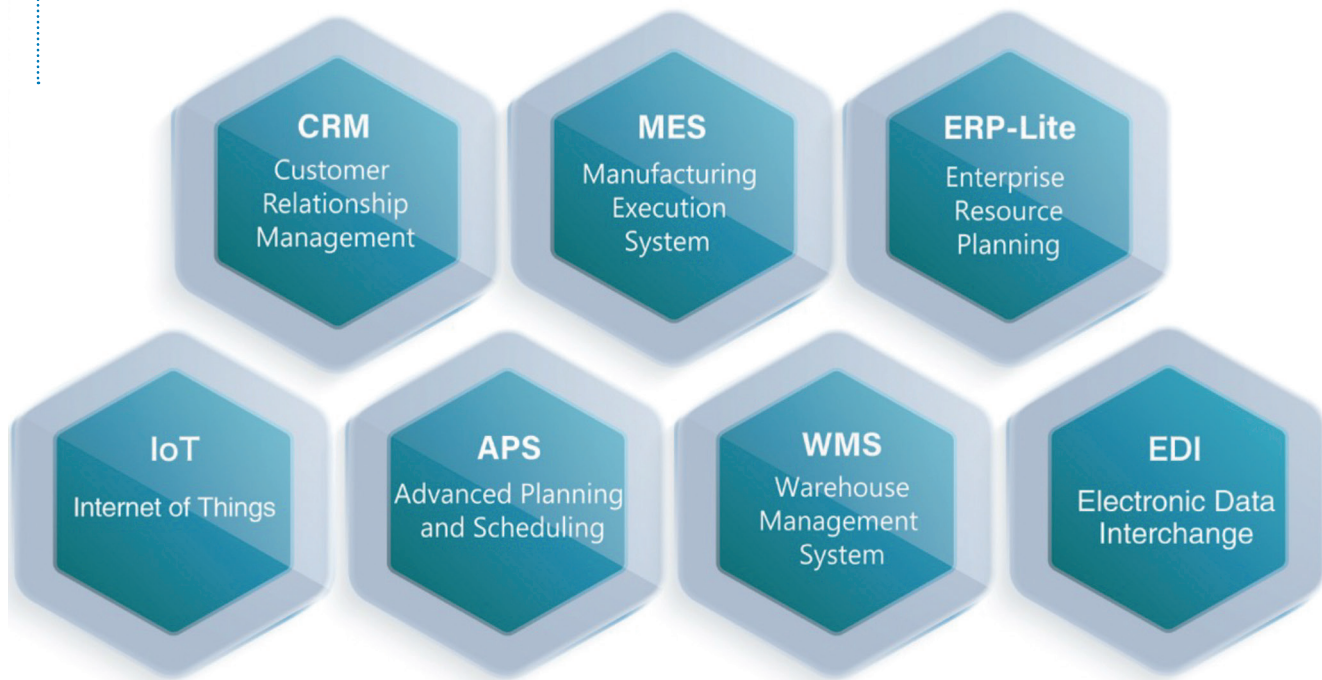 CRM
Customer
Relationship
Management
MES
Manufacturing
Execution
System
ERP-Lite
Enterprise
Resource
Planning
IoT
Internet of Things
APS
Advanced Planning
and Scheduling
WMS
Warehouse
Management
System
EDI
Electronic Data
Interchange